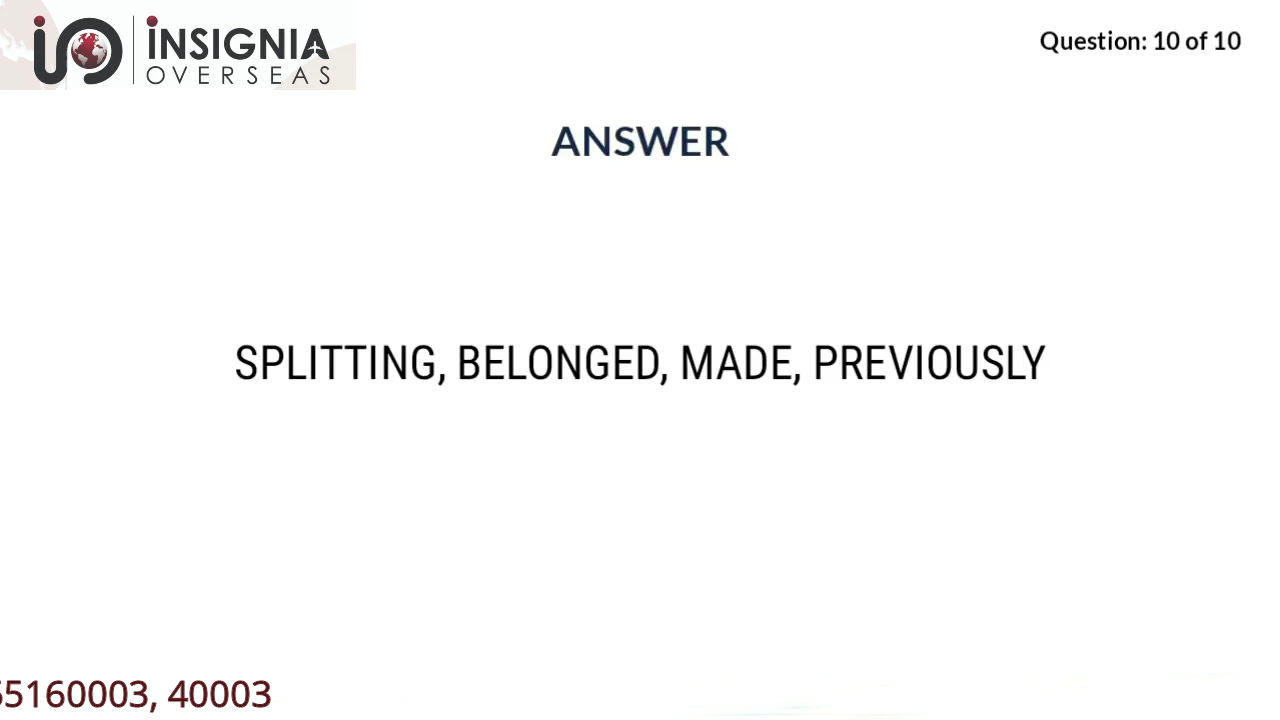 INSIGNIA
OVERSEAS
Question: 10 of 10
ANSWER
SPLITTING, BELONGED, MADE, PREVIOUSLY
5160003, 40003